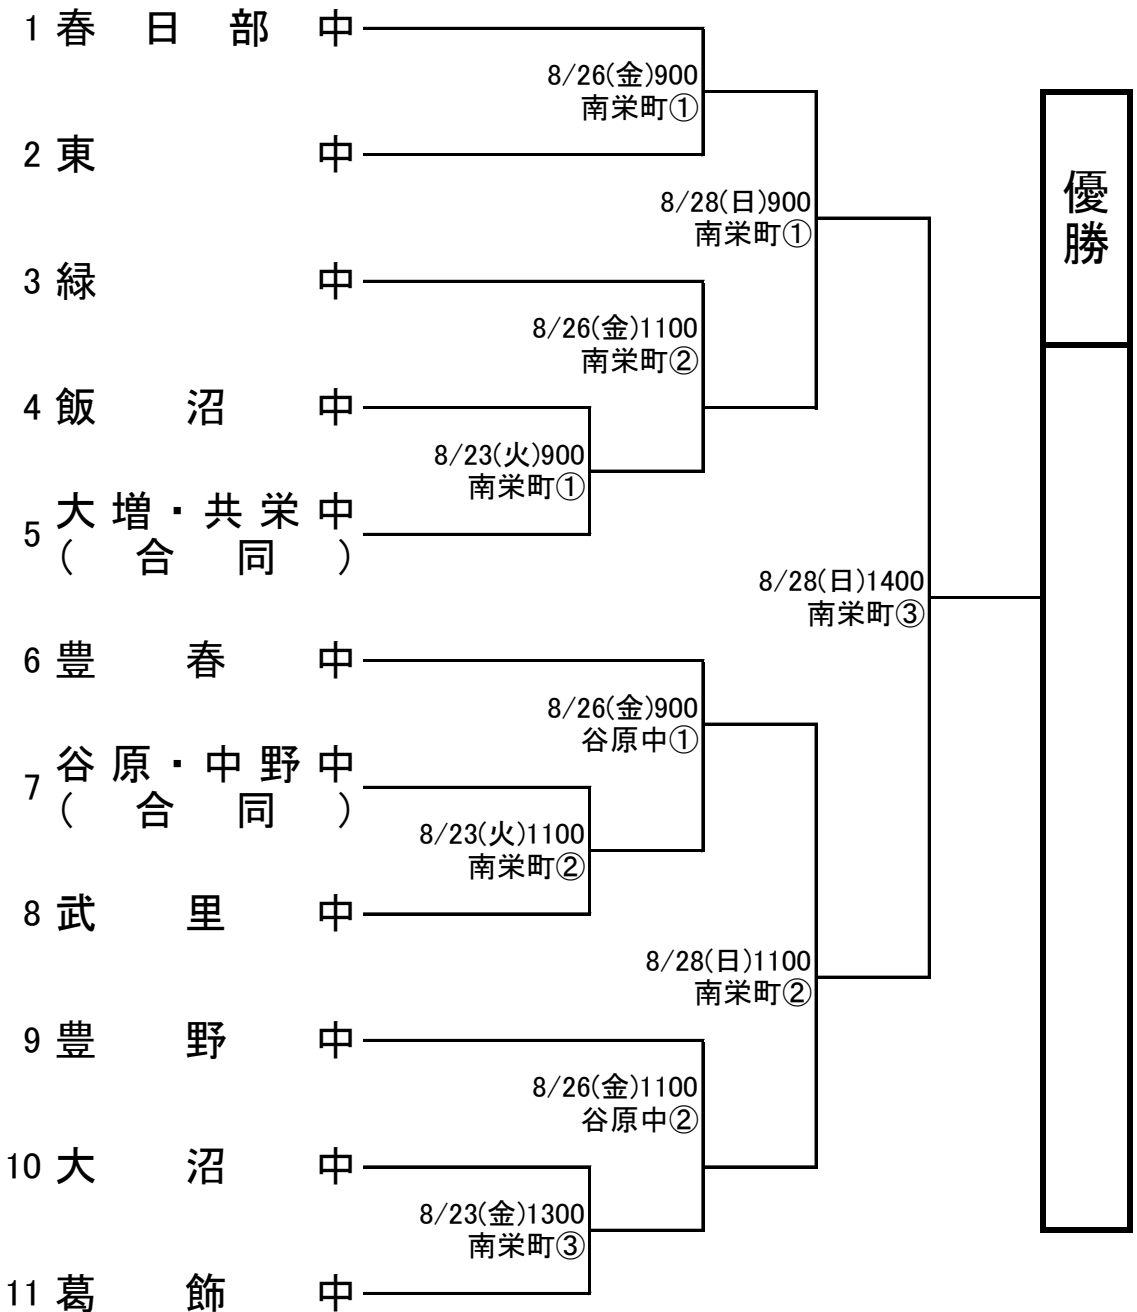 1 春日部中
8/26(金)900
南栄町①
2 東中
8/28(日)900
南栄町①
優勝
3 緑中
8/26(金)1100
南栄町②
4 飯沼中
8/23(火)900
南栄町①
5 大増・共栄中
(合同)
8/28(日)1400
南栄町③
6 豊春中
8/26(金)900
谷原中①
7 谷原・中野中
(合同)
8/23(火)1100
南栄町②
8 武里中
8/28(日)1100
南栄町②
9 豊野中
8/26(金)1100
谷原中②
10 大沼中
8/23(金)1300
南栄町③
11 葛飾中